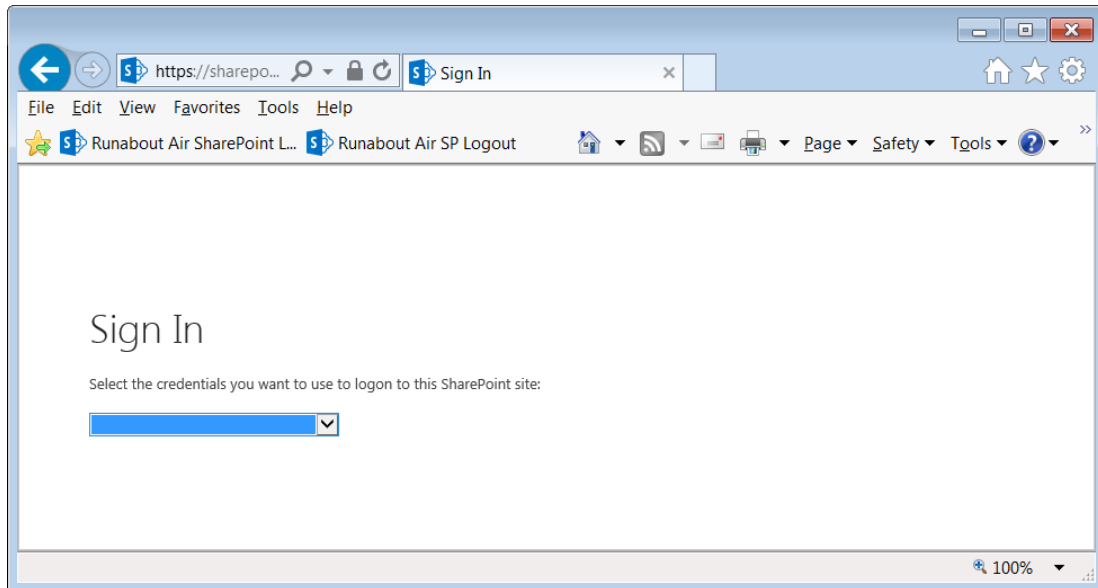 https://sharepo... Sign In
File Edit View Favorites Tools Help
Runabout Air SharePoint L... Runabout Air SP Logout Page Safety Tools
Sign In
Select the credentials you want to use to logon to this SharePoint site:
100%